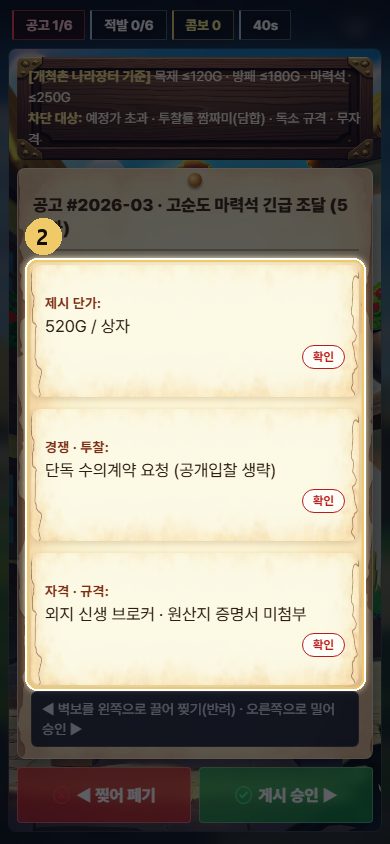 공고 1/6
적발 0/6
콤보 0
40s
[개척촌 나라장터 기준] 목재 ≤120G · 방패 ≤180G · 마력석
≤250G
차단 대상: 예정가 초과 · 투찰률 짬짜미(담합) · 독소 규격 · 무자
격.
공고 #2026-03 · 고순도 마력석 긴급 조달 (5
)
2
제시 단가:
520G / 상자
확인
경쟁 · 투찰:
단독 수의계약 요청 (공개입찰 생략)
확인
자격 · 규격:
외지 신생 브로커 · 원산지 증명서 미첨부
확인
◀ 벽보를 왼쪽으로 끌어 찢기(반려) · 오른쪽으로 밀어
승인 ▶
◀ 찢어 폐기
게시 승인 ▶